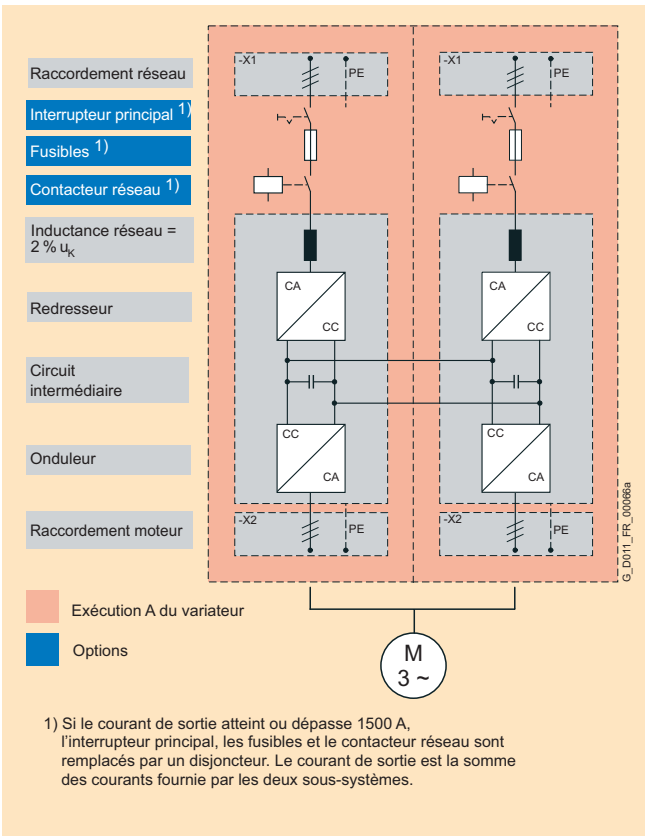 -X1
PE
-X1
PE
Raccordement réseau
Interrupteur principal 1)
Fusibles 1)
Contacteur réseau 1)
Inductance réseau =
2 % uK
CA
CC
CA
CC
Redresseur
Circuit
intermédiaire
CC
CA
CC
CA
Onduleur
-X2
PE
-X2
PE
Raccordement moteur
G_D011_FR_00066a
Exécution A du variateur
Options
M
3 ~
1) Si le courant de sortie atteint ou dépasse 1500 A,
l'interrupteur principal, les fusibles et le contacteur réseau sont
remplacés par un disjoncteur. Le courant de sortie est la somme
des courants fournie par les deux sous-systèmes.